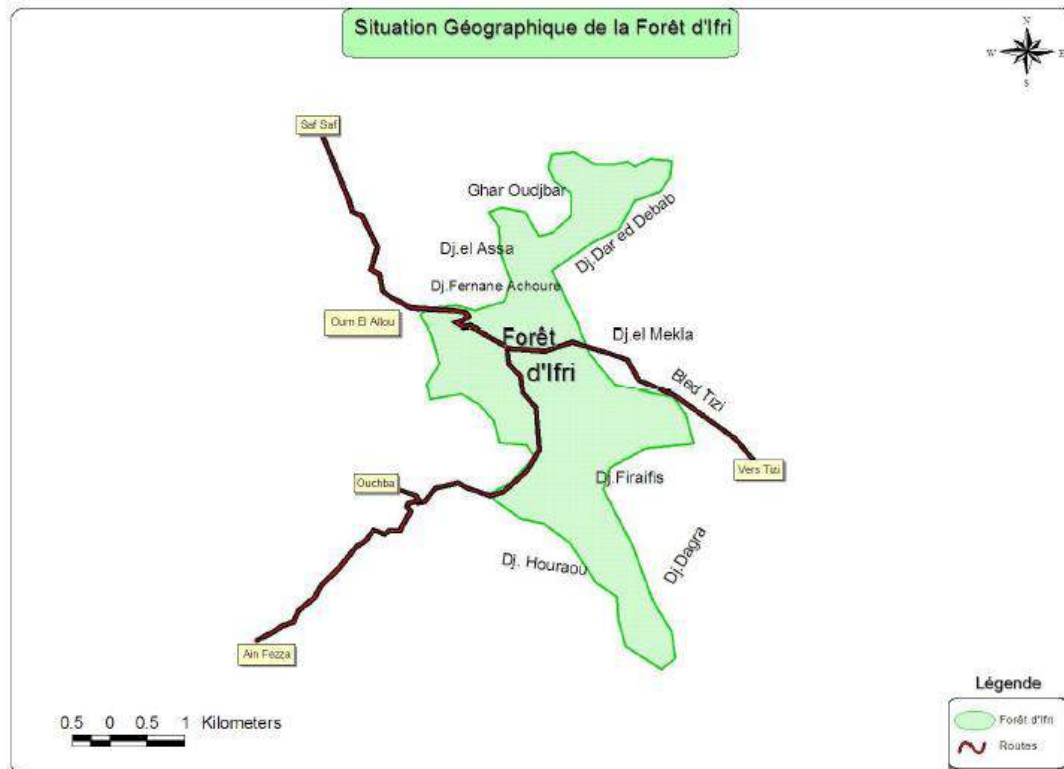 Situation Géographique de la Forêt d'Ifri
N
W
E
S
Saf Saf
Ghar Oudjbar
Dj.Dar ed Debab
Dj.el Assa
Dj.Fernane Achoure
Oum El Allou
Forêt
d'Ifri
Dj.el Mekla
Bled Tizi
Vers Tizi
Ouchba
Dj.Firaifis
Dj. Houraou
Dj.Dagra
Ain Fezza
0.5 0 0.5 1 Kilometers
Légende
Forêt d'Ifri
Routes